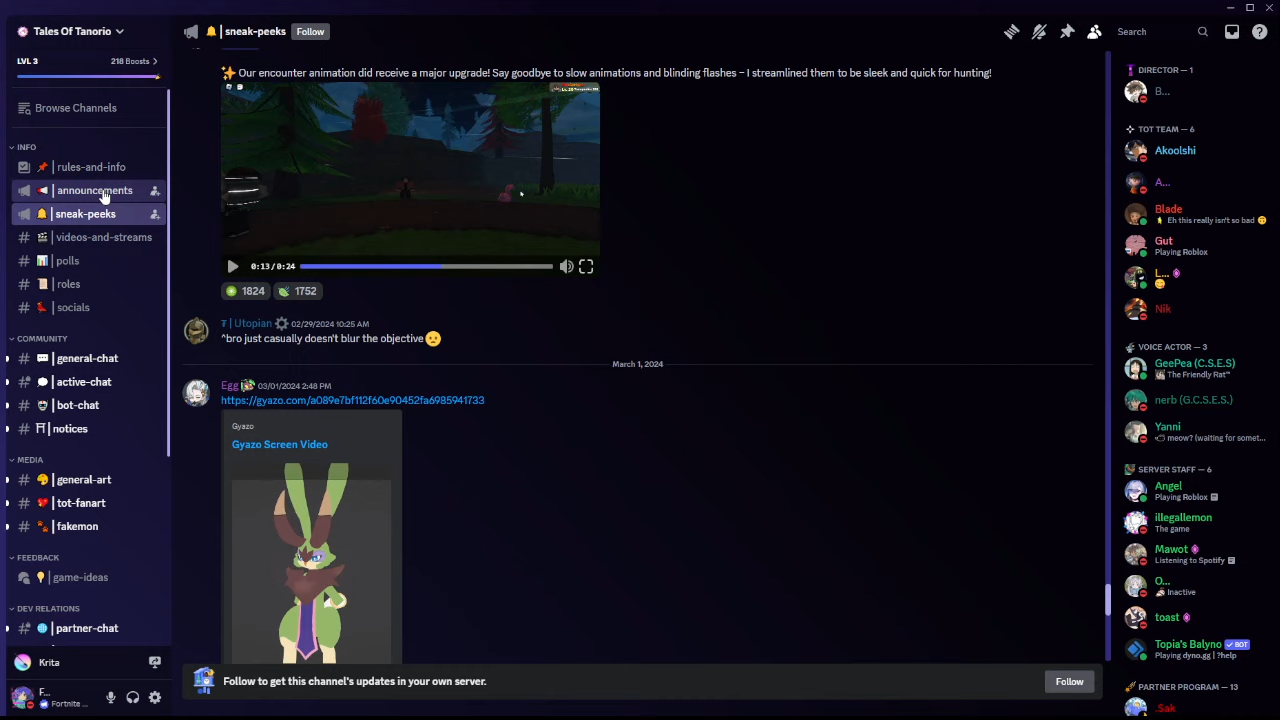 Tales Of Tanorio
LVL 3
218 Boosts
Browse Channels
INFO
rules-and-info
announcements
sneak-peeks
videos-and-streams
polls
roles
socials
COMMUNITY
general-chat
active-chat
bot-chat
notices
MEDIA
general-art
tot-fanart
fakemon
FEEDBACK
game-ideas
DEV RELATIONS
partner-chat
Krita
F...
Fortnite ...
sneak-peeks
Follow
Search
✨Our encounter animation did receive a major upgrade! Say goodbye to slow animations and blinding flashes – I streamlined them to be sleek and quick for hunting!
0:13/0:24
1824
1752
₮ | Utopian 02/29/2024 10:25 AM
^bro just casually doesn't blur the objective
March 1, 2024
Egg 03/01/2024 2:48 PM
https://gyazo.com/a089e7bf112f60e90452fa6985941733
Gyazo
Gyazo Screen Video
Follow to get this channel's updates in your own server.
Follow
DIRECTOR — 1
B...
TOT TEAM — 6
Akoolshi
A...
Blade
Eh this really isn't so bad
Gut
Playing Roblox
L...
Nik
VOICE ACTOR — 3
GeePea (C.S.E.S)
The Friendly Rat™
nerb (G.C.S.E.S.)
Yanni
meow? (waiting for somet...
SERVER STAFF — 6
Angel
Playing Roblox
illegallemon
The game
Mawot
Listening to Spotify
O...
Inactive
toast
Topia's Balyno BOT
Playing dyno.gg | ?help
PARTNER PROGRAM — 13
.Sak